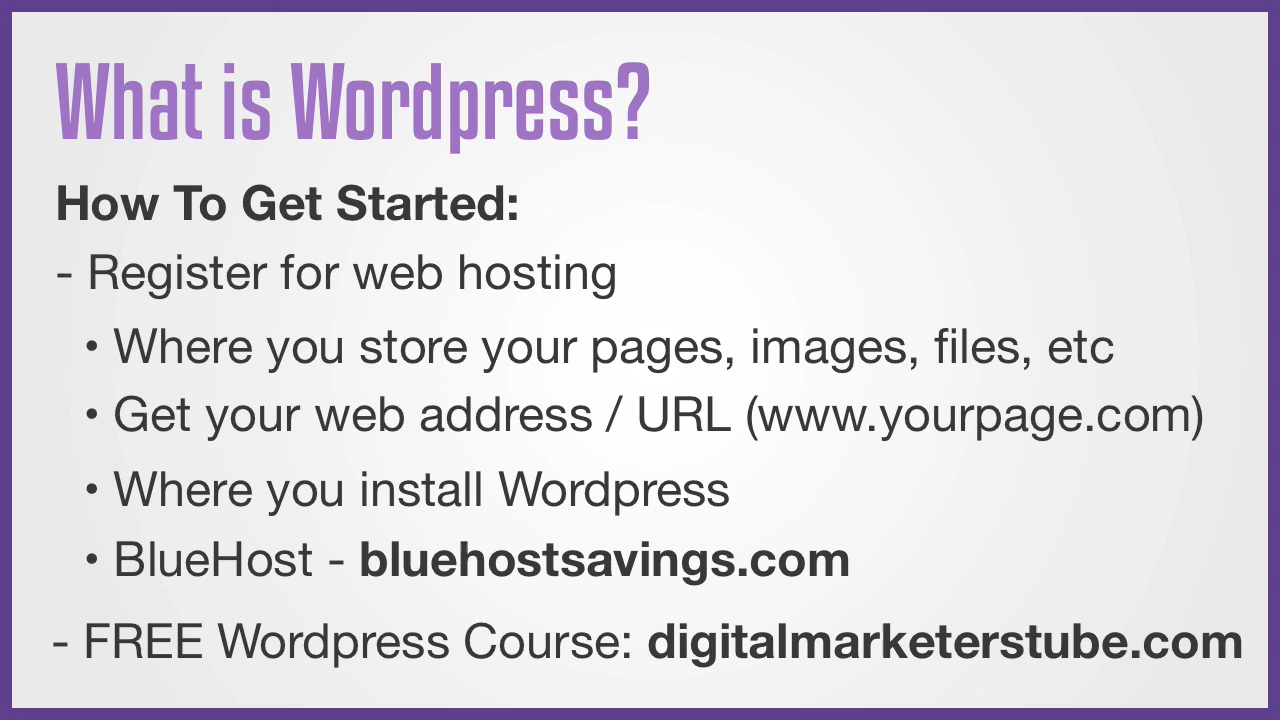 What is Wordpress?
How To Get Started:
- Register for web hosting
• Where you store your pages, images, files, etc
• Get your web address / URL (www.yourpage.com)
• Where you install Wordpress
• BlueHost - bluehostsavings.com
- FREE Wordpress Course: digitalmarketerstube.com